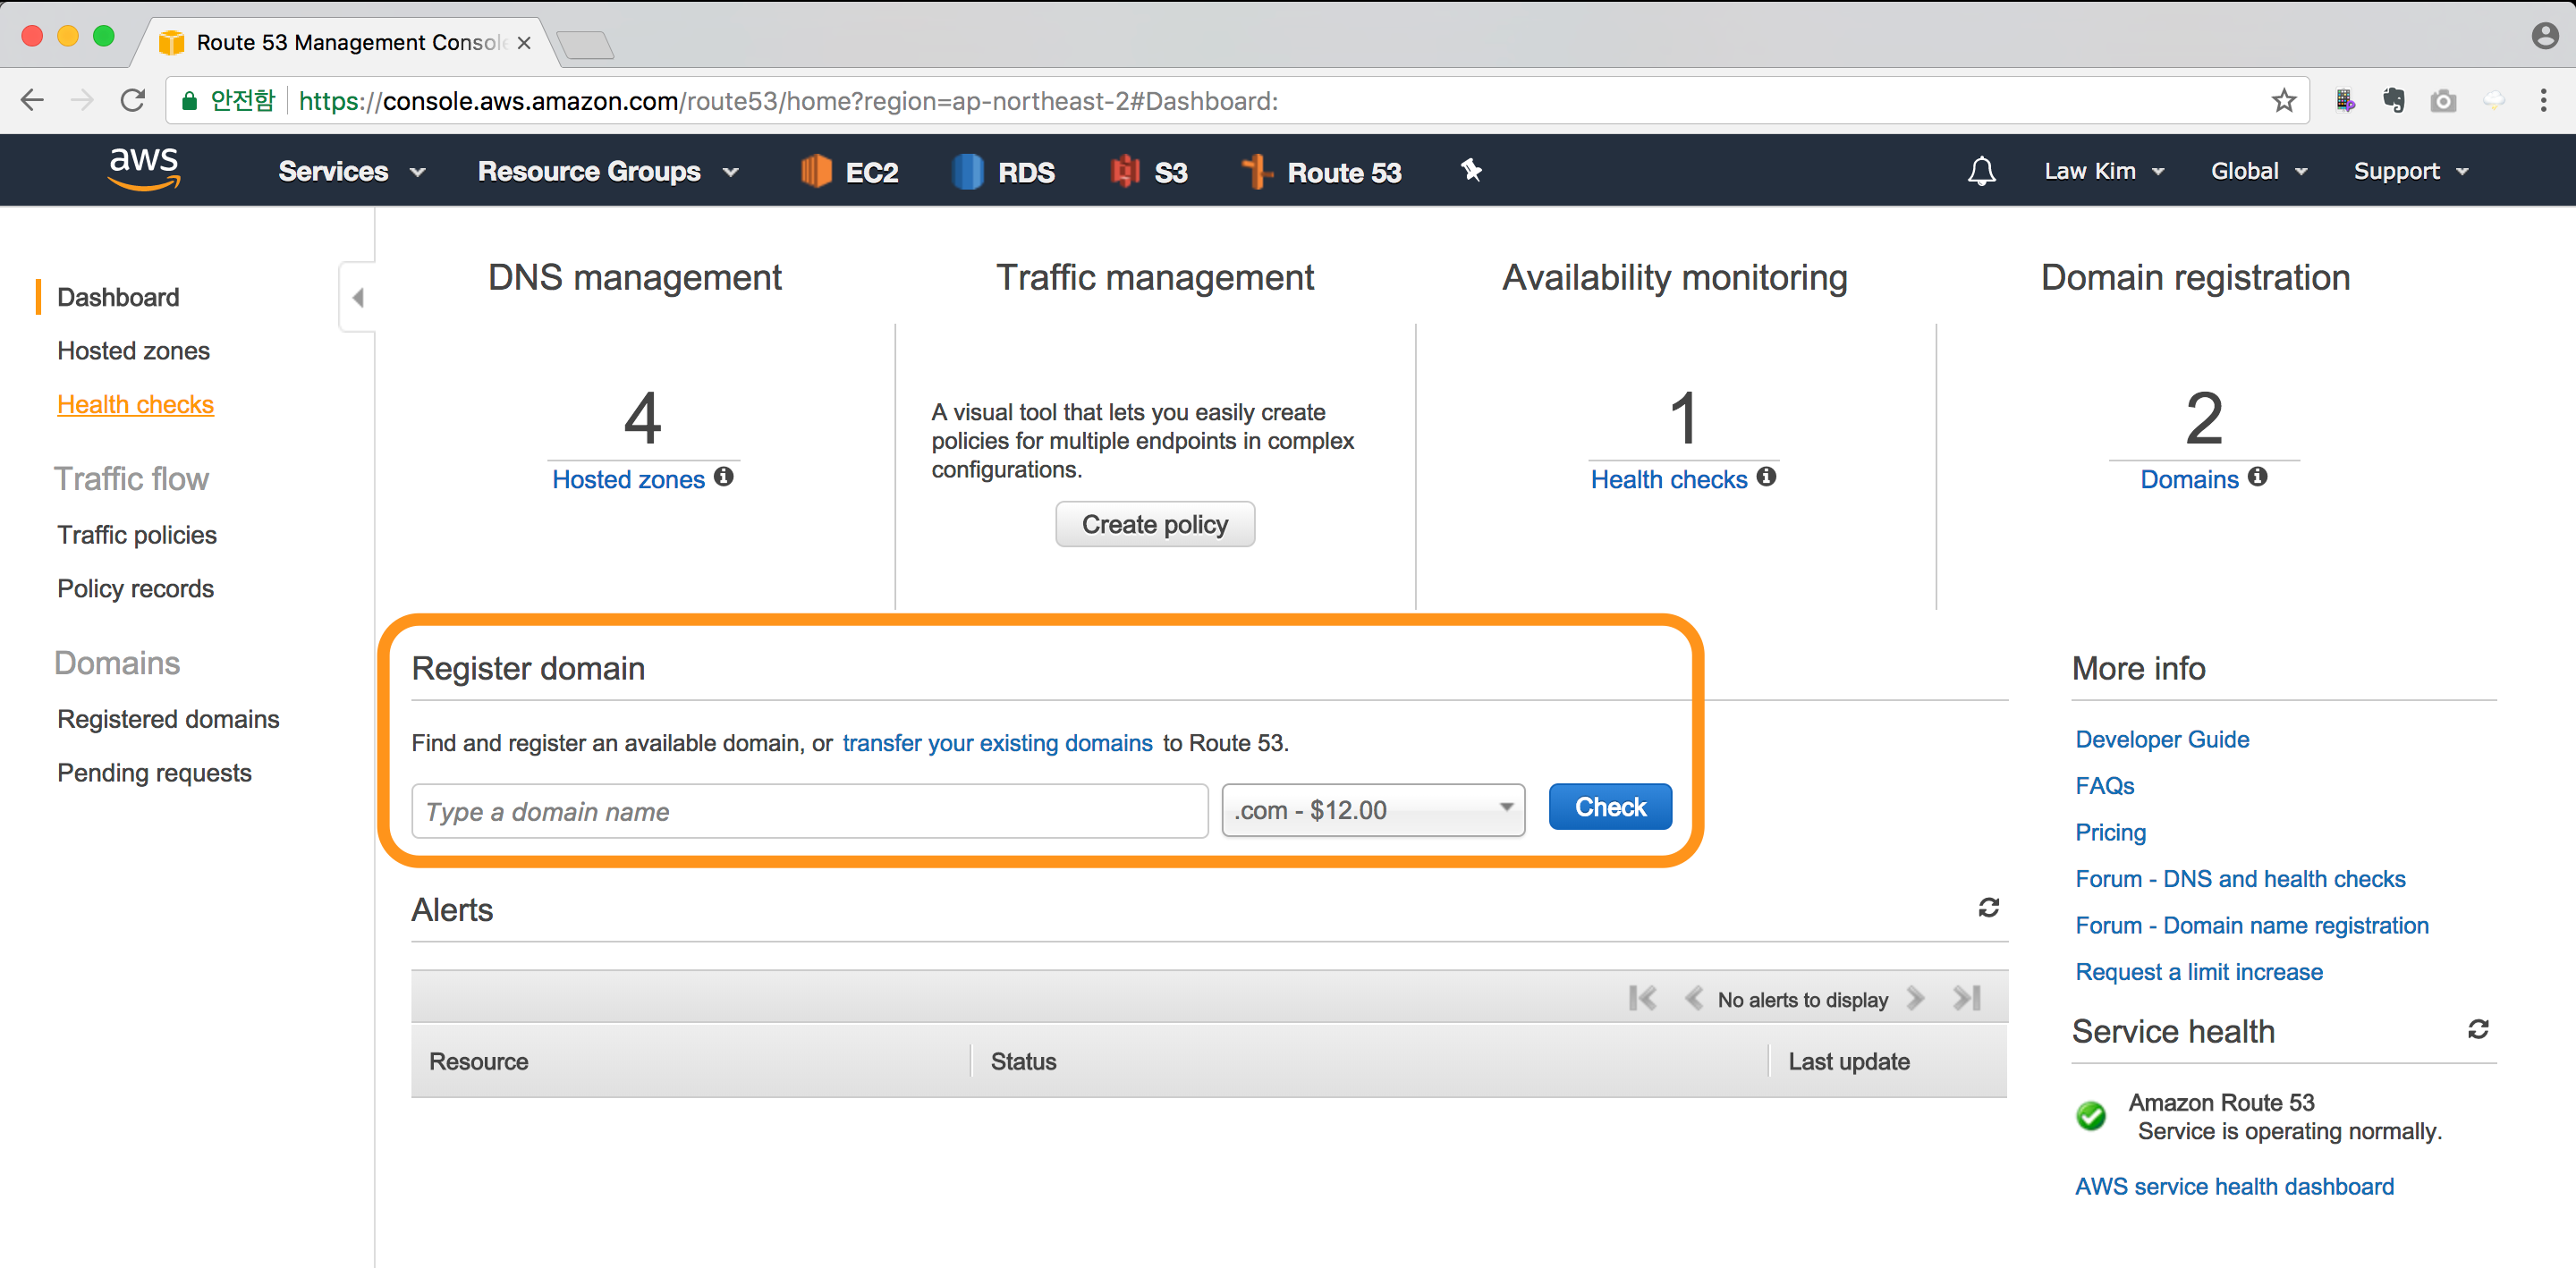 Route 53 Management Console
안전함 https://console.aws.amazon.com/route53/home?region=ap-northeast-2#Dashboard:
aws Services Resource Groups EC2 RDS S3 Route 53 Law Kim Global Support
Dashboard
Hosted zones
Health checks
Traffic flow
Traffic policies
Policy records
Domains
Registered domains
Pending requests
DNS management
4
Hosted zones
Traffic management
A visual tool that lets you easily create
policies for multiple endpoints in complex
configurations.
Create policy
Availability monitoring
1
Health checks
Domain registration
2
Domains
Register domain
Find and register an available domain, or transfer your existing domains to Route 53.
Type a domain name .com - $12.00 Check
Alerts
No alerts to display
Resource Status Last update
More info
Developer Guide
FAQs
Pricing
Forum - DNS and health checks
Forum - Domain name registration
Request a limit increase
Service health
Amazon Route 53
Service is operating normally.
AWS service health dashboard